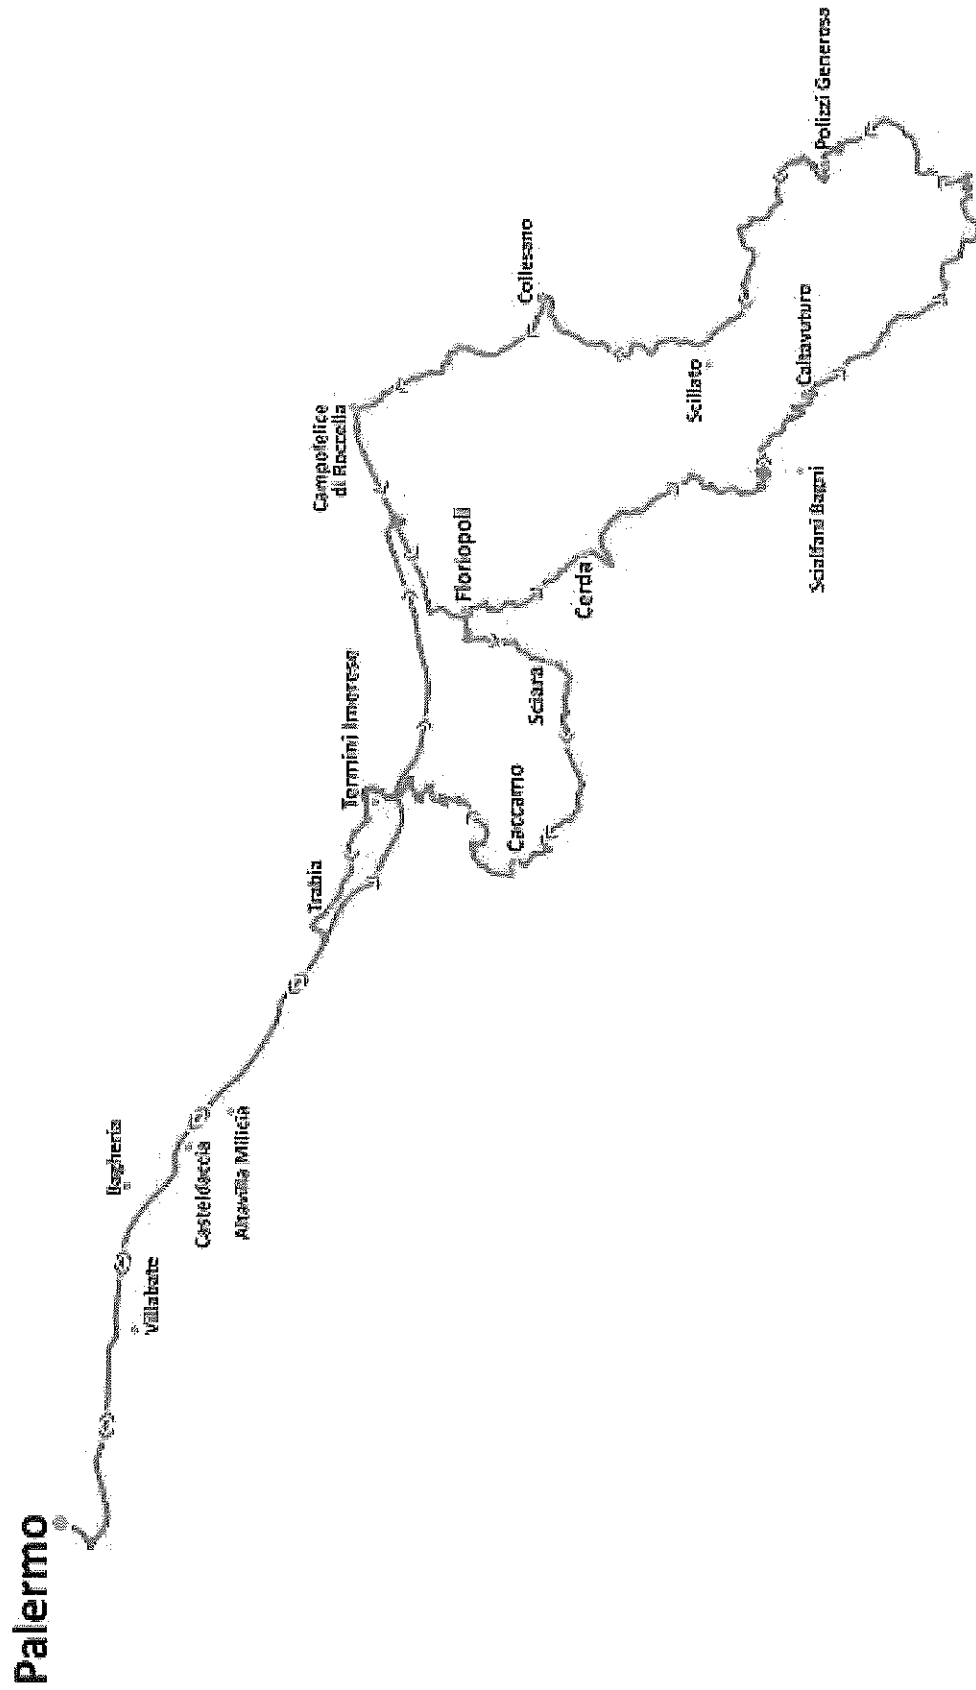 Palermo
Villabate
Bagheria
Casteldaccia
Altavilla Milicia
Trabia
Termini Imerese
Caccamo
Sciara
Floriopoli
Cerda
Campofelice
di Roccella
Collesano
Scillato
Sclafani Bagni
Caltavuturo
Polizzi Generosa